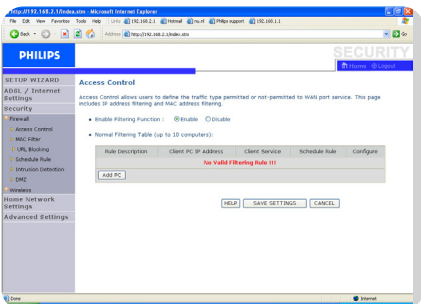 http://192.168.2.1/index.stm - Microsoft Internet Explorer
File Edit View Favorites Tools Help Links 192.168.2.1 Hotmail nu.nl Philips support 192.168.1.1
Back Address http://192.168.2.1/index.stm Go
PHILIPS
SECURITY
Home Logout
SETUP WIZARD
ADSL / Internet Settings
Security
Firewall
Access Control
MAC Filter
URL Blocking
Schedule Rule
Intrusion Detection
DMZ
Wireless
Home Network Settings
Advanced Settings
Access Control
Access Control allows users to define the traffic type permitted or not-permitted to WAN port service. This page
includes IP address filtering and MAC address filtering.
• Enable Filtering Function : Enable Disable
• Normal Filtering Table (up to 10 computers):
Rule Description Client PC IP Address Client Service Schedule Rule Configure
No Valid Filtering Rule !!!
Add PC
HELP SAVE SETTINGS CANCEL
Done Internet